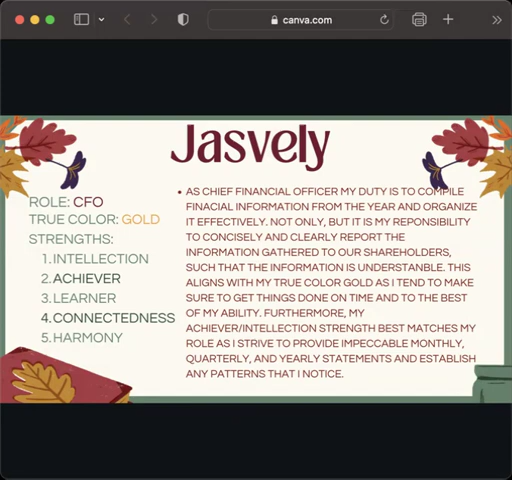 canva.com
Jasvely
ROLE: CFO
TRUE COLOR: GOLD
STRENGTHS:
1. INTELLECTION
2. ACHIEVER
3. LEARNER
4. CONNECTEDNESS
5. HARMONY
• AS CHIEF FINANCIAL OFFICER MY DUTY IS TO COMPILE
FINACIAL INFORMATION FROM THE YEAR AND ORGANIZE
IT EFFECTIVELY. NOT ONLY, BUT IT IS MY REPONSIBILITY
TO CONCISELY AND CLEARLY REPORT THE
INFORMATION GATHERED TO OUR SHAREHOLDERS,
SUCH THAT THE INFORMATION IS UNDERSTANBLE. THIS
ALIGNS WITH MY TRUE COLOR GOLD AS I TEND TO MAKE
SURE TO GET THINGS DONE ON TIME AND TO THE BEST
OF MY ABILITY. FURTHERMORE, MY
ACHIEVER/INTELLECTION STRENGTH BEST MATCHES MY
ROLE AS I STRIVE TO PROVIDE IMPECCABLE MONTHLY,
QUARTERLY, AND YEARLY STATEMENTS AND ESTABLISH
ANY PATTERNS THAT I NOTICE.